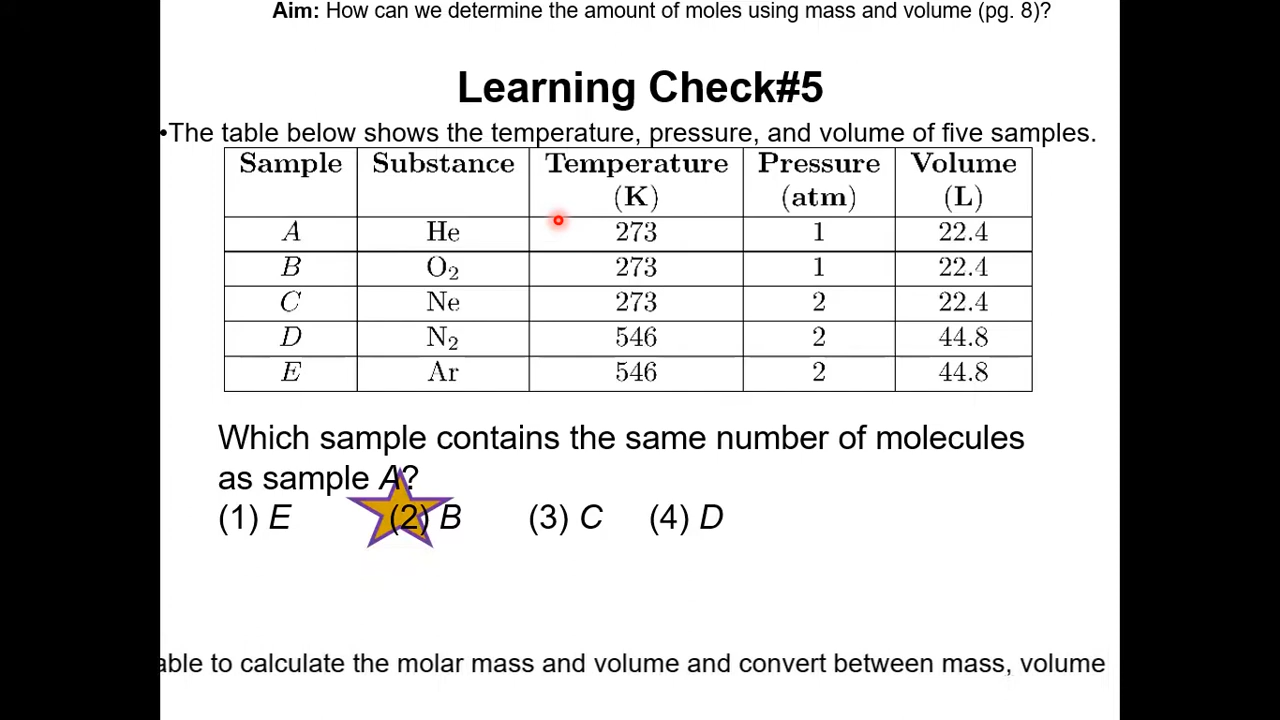 Aim: How can we determine the amount of moles using mass and volume (pg. 8)?
Learning Check#5
•The table below shows the temperature, pressure, and volume of five samples.
Sample Substance Temperature (K) Pressure (atm) Volume (L)
A He 273 1 22.4
B O₂ 273 1 22.4
C Ne 273 2 22.4
D N₂ 546 2 44.8
E Ar 546 2 44.8
Which sample contains the same number of molecules
as sample A?
(1) E (2) B (3) C (4) D
able to calculate the molar mass and volume and convert between mass, volume